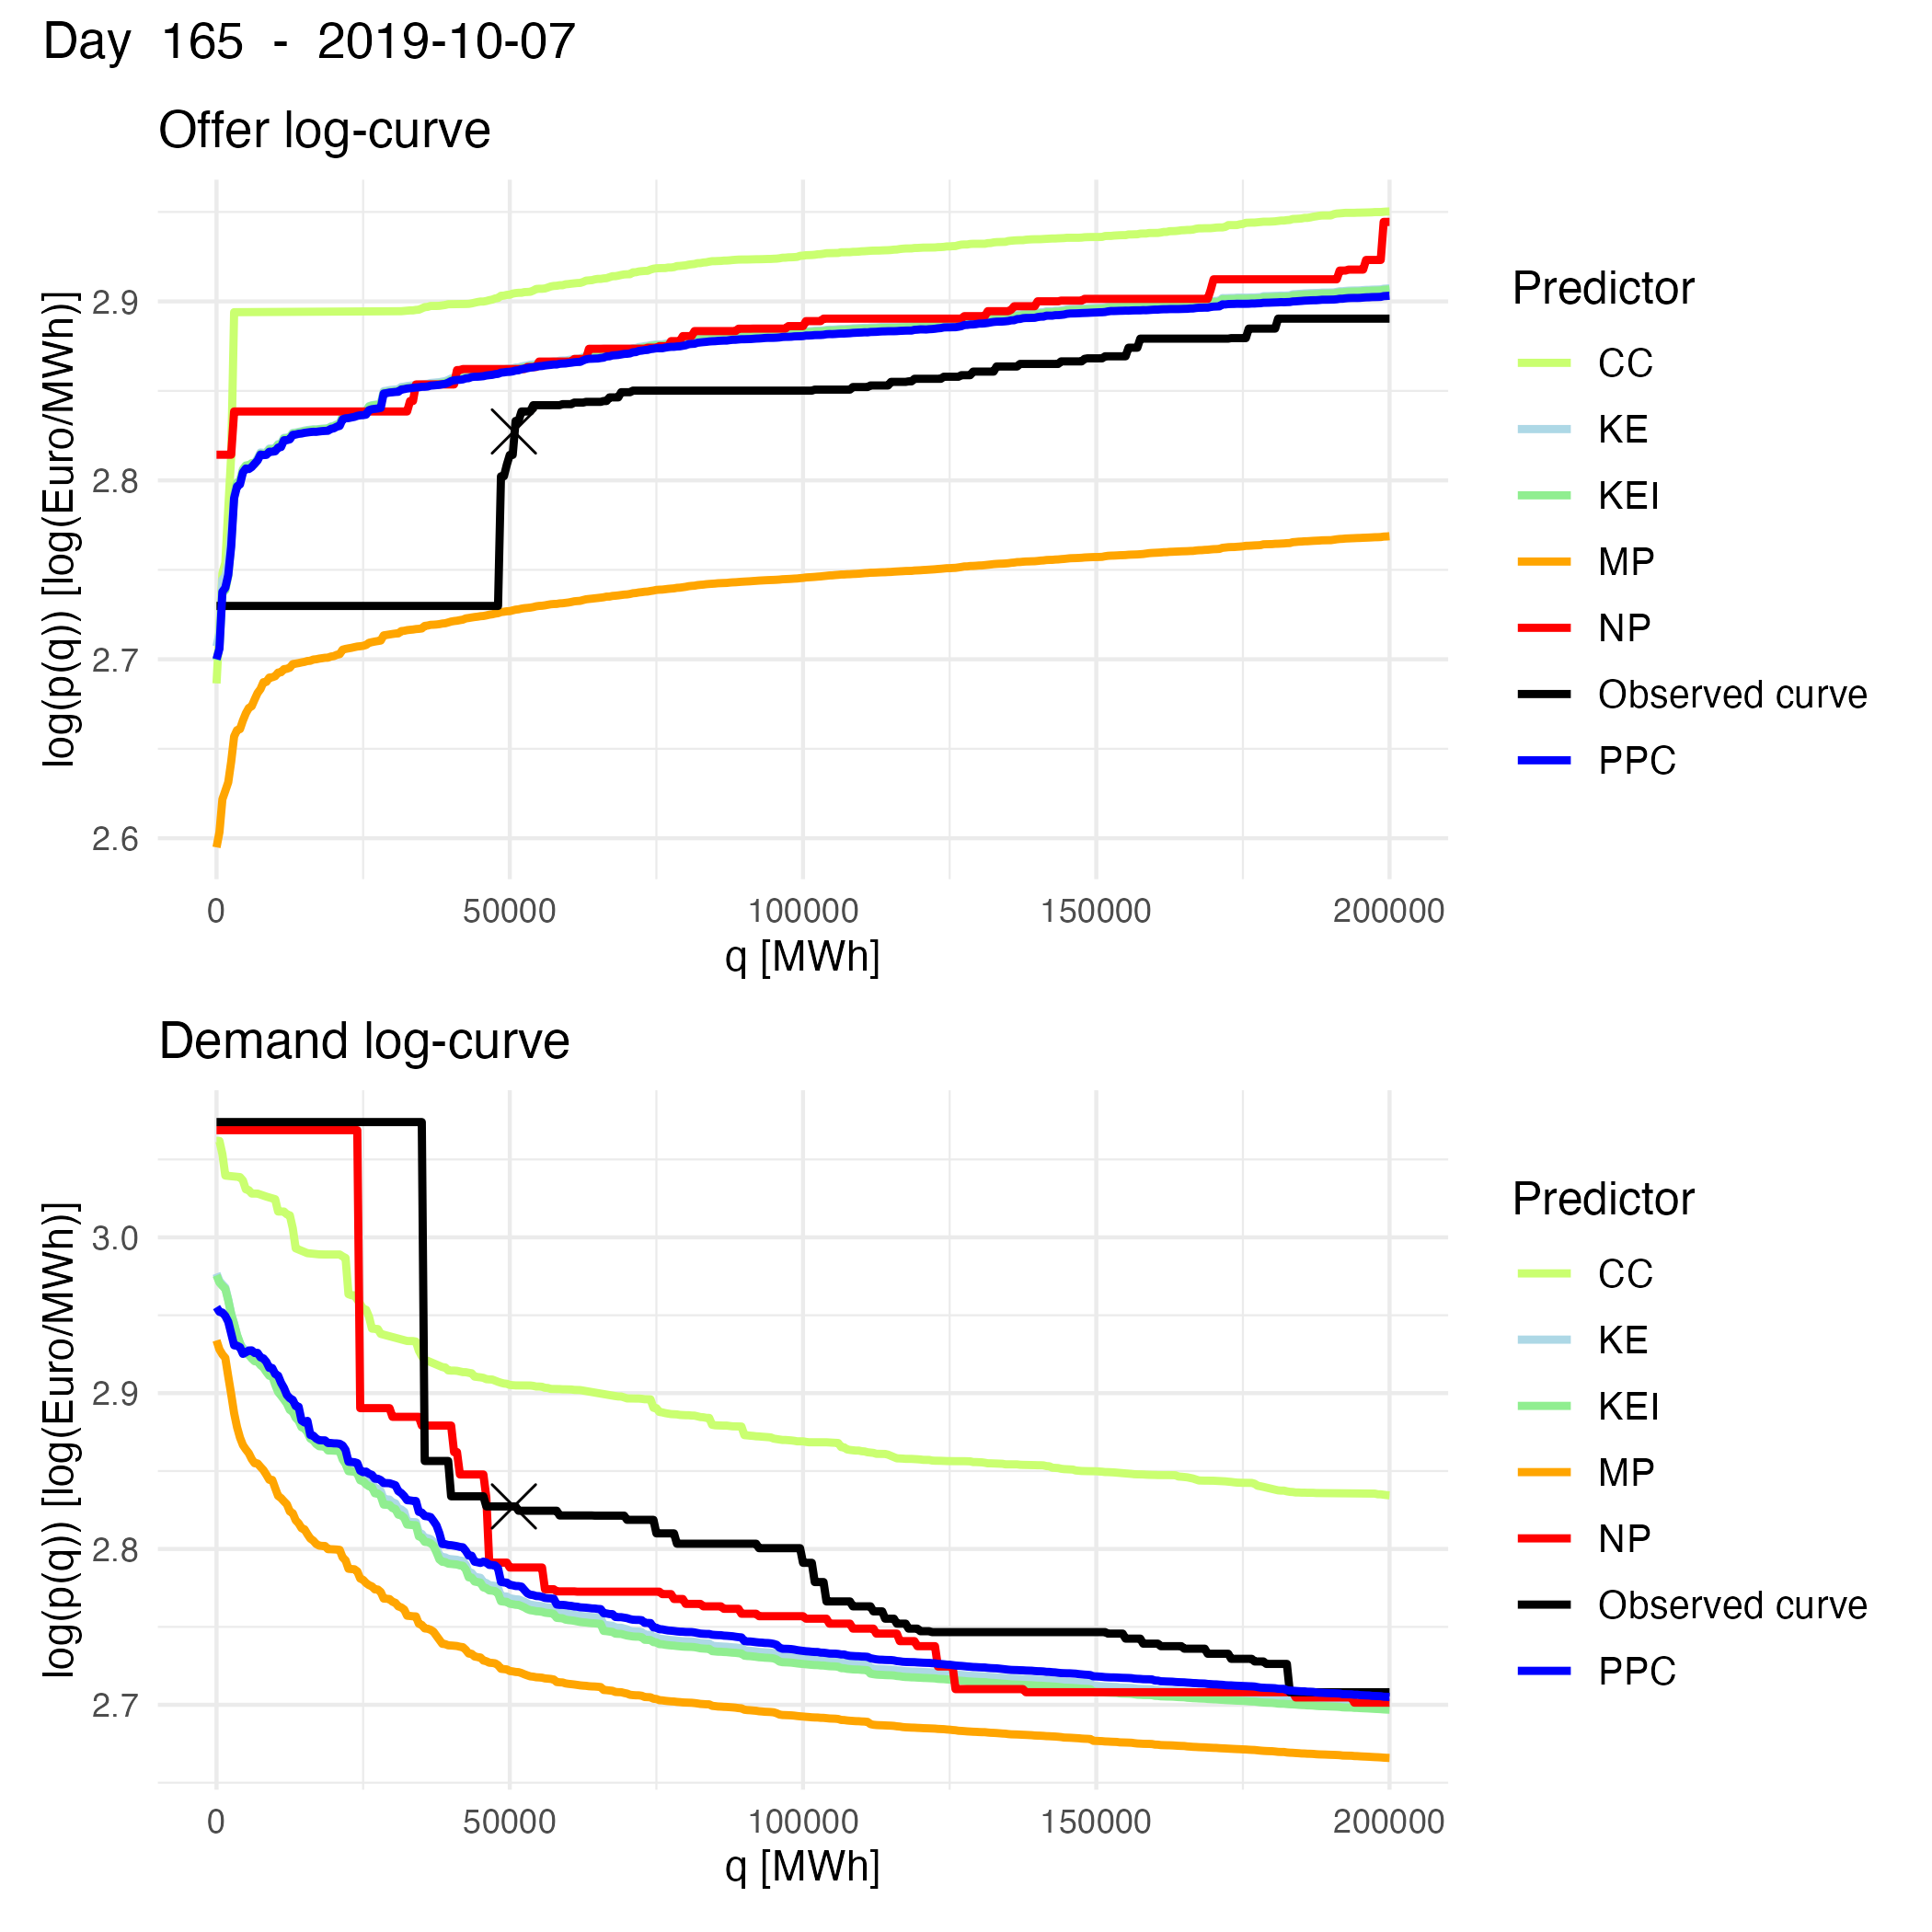 Day 165 - 2019-10-07
Offer log-curve
log(p(q)) [log(Euro/MWh)]
2.9
2.8
2.7
2.6
0 50000 100000 150000 200000
q [MWh]
Predictor
CC
KE
KEI
MP
NP
Observed curve
PPC
Demand log-curve
log(p(q)) [log(Euro/MWh)]
3.0
2.9
2.8
2.7
0 50000 100000 150000 200000
q [MWh]
Predictor
CC
KE
KEI
MP
NP
Observed curve
PPC